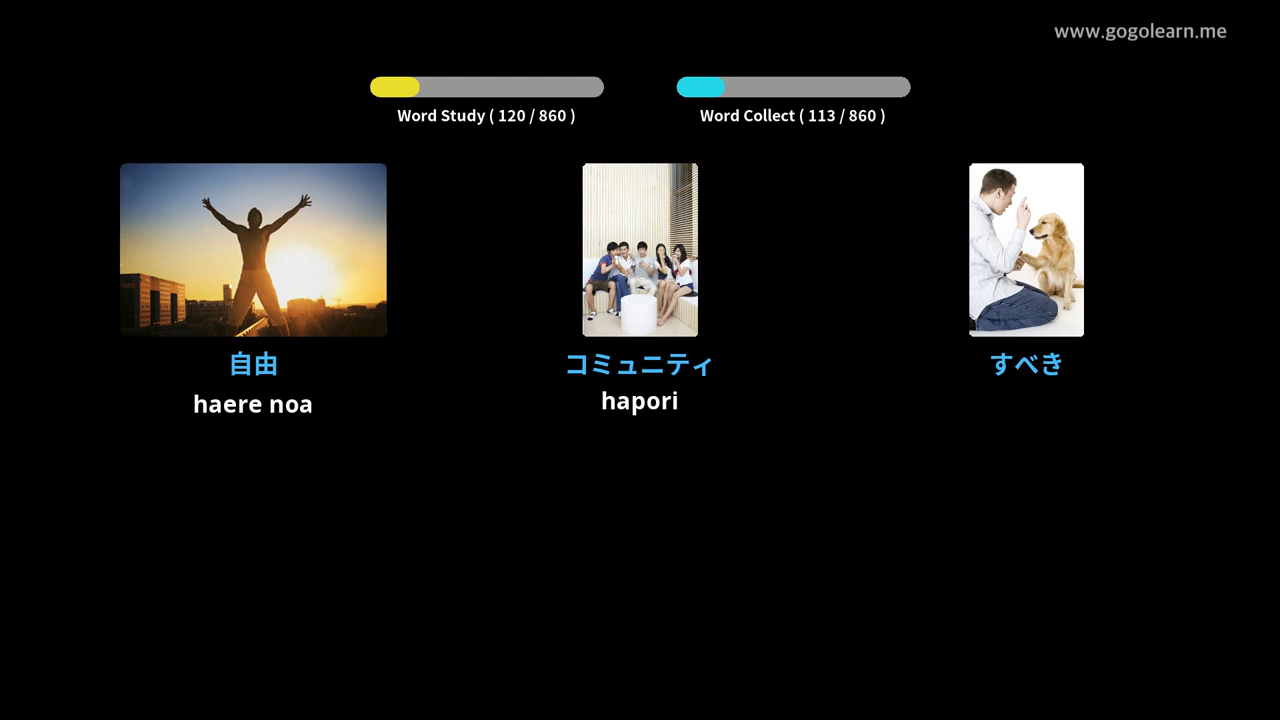 www.gogolearn.me
Word Study ( 120 / 860 )
Word Collect ( 113 / 860 )
自由
コミュニティ
すべき
haere noa
hapori